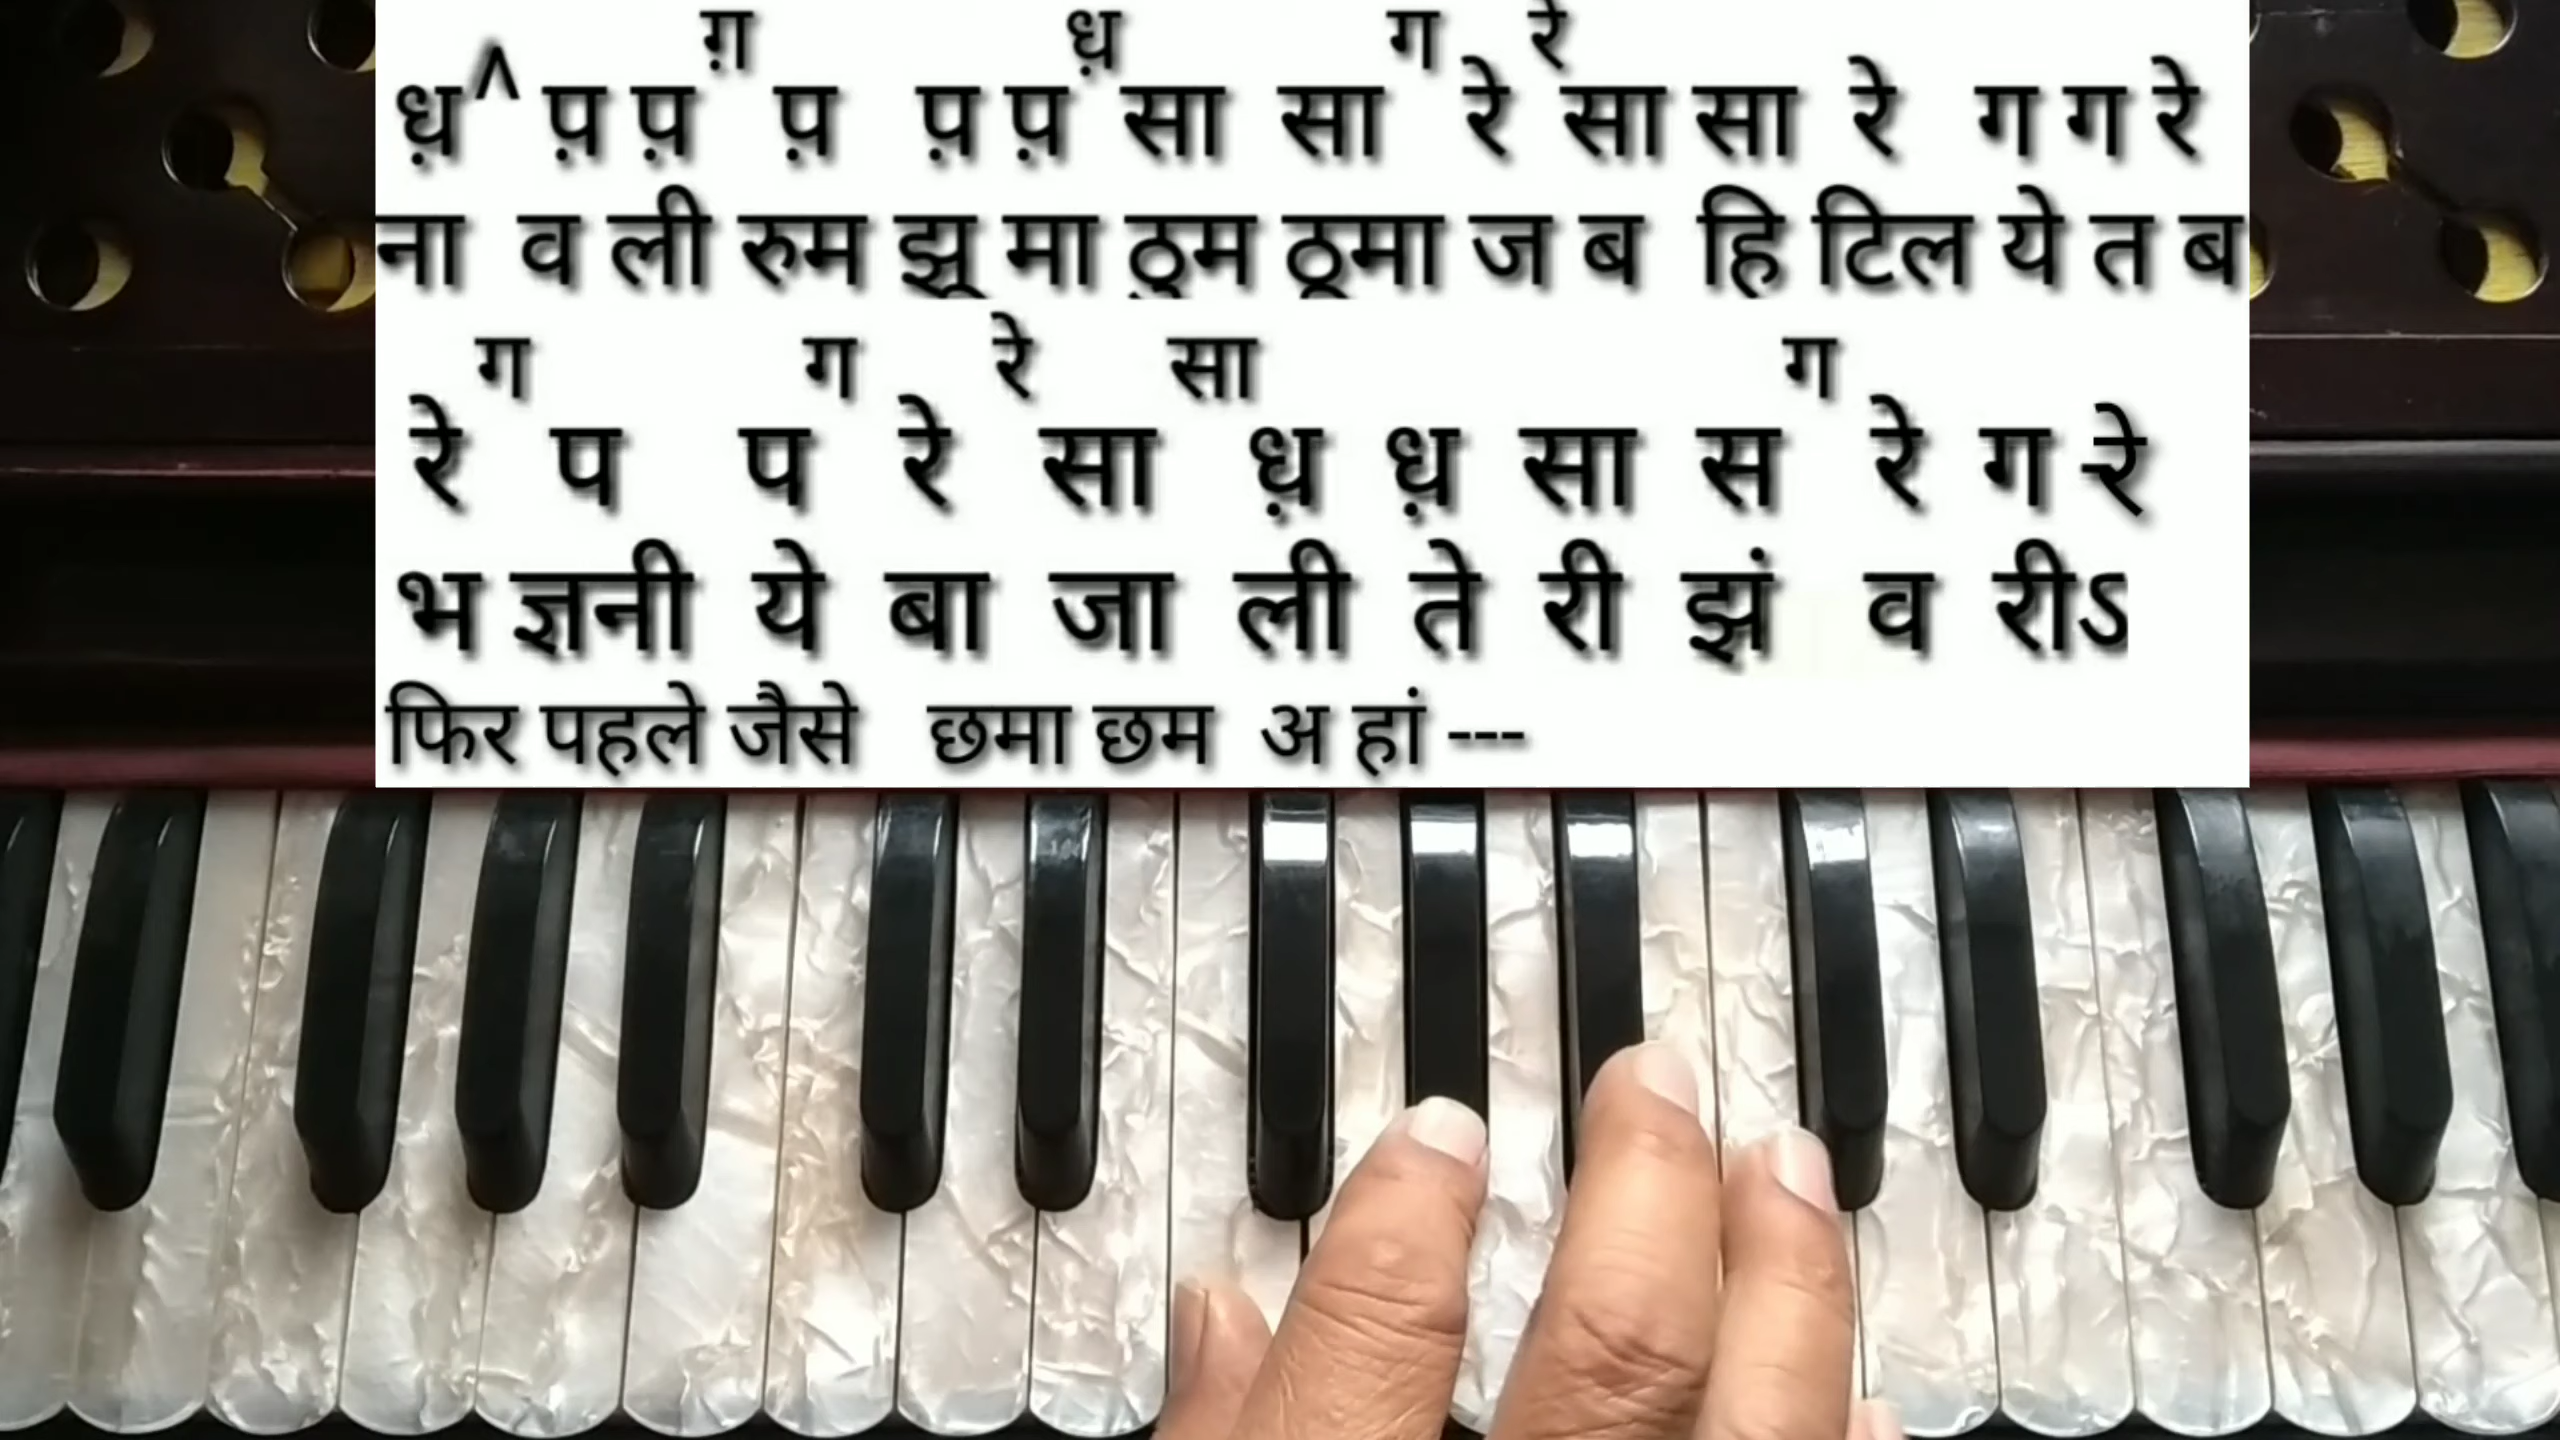 ग़ ध़ ग रे
ध़^ प़ प़ प़ प़ प़ सा सा रे सा सा रे ग ग रे
ना व ली रुम झू मा ठुम ठुमा ज ब हि टिल ये त ब
ग ग रे सा ग
रे प प रे सा ध़ ध़ सा स रे ग -रे
भ ज्ञनी ये बा जा ली ते री झं व रीऽ
फिर पहले जैसे छमा छम अ हां ---